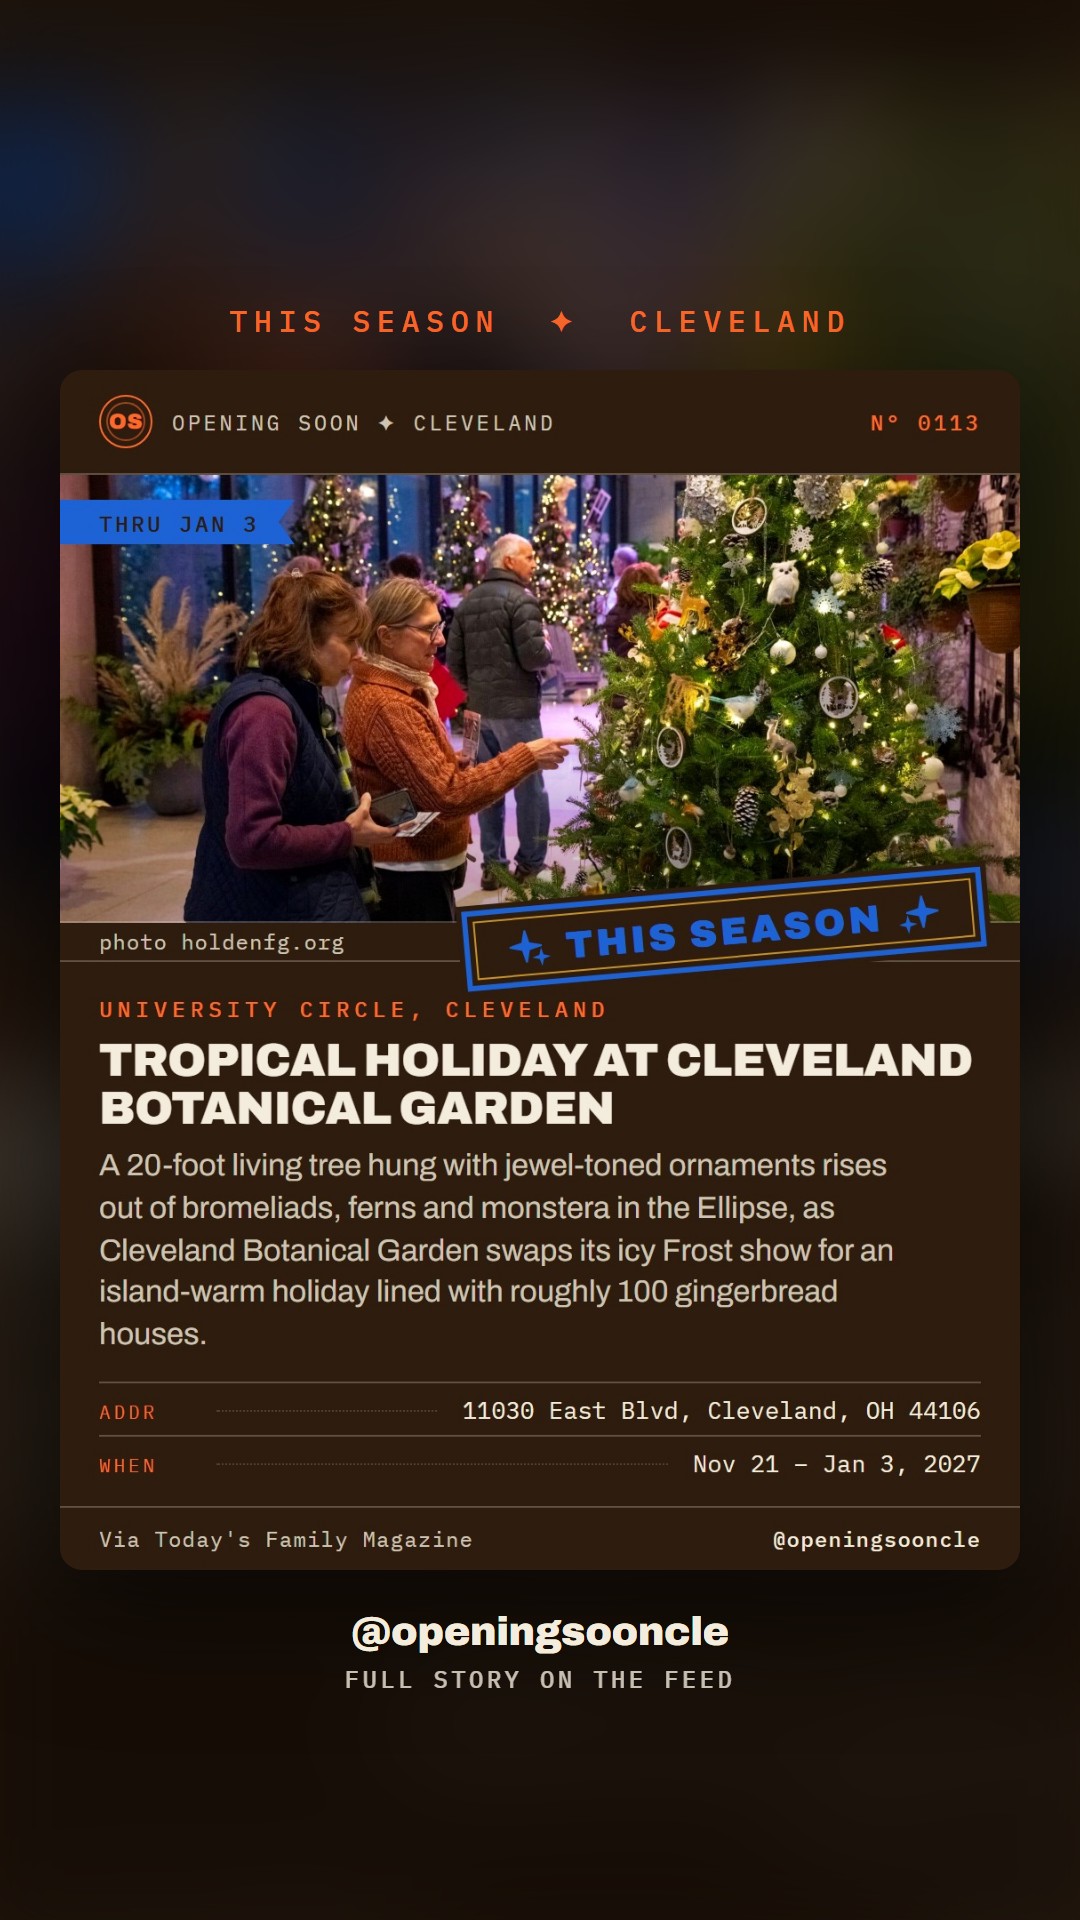 THIS SEASON ✦ CLEVELAND
OS OPENING SOON ✦ CLEVELAND N° 0113
THRU JAN 3
THIS SEASON
photo holdenfg.org
UNIVERSITY CIRCLE, CLEVELAND
TROPICAL HOLIDAY AT CLEVELAND
BOTANICAL GARDEN
A 20-foot living tree hung with jewel-toned ornaments rises
out of bromeliads, ferns and monstera in the Ellipse, as
Cleveland Botanical Garden swaps its icy Frost show for an
island-warm holiday lined with roughly 100 gingerbread
houses.
ADDR 11030 East Blvd, Cleveland, OH 44106
WHEN Nov 21 – Jan 3, 2027
Via Today's Family Magazine @openingsooncle
@openingsooncle
FULL STORY ON THE FEED